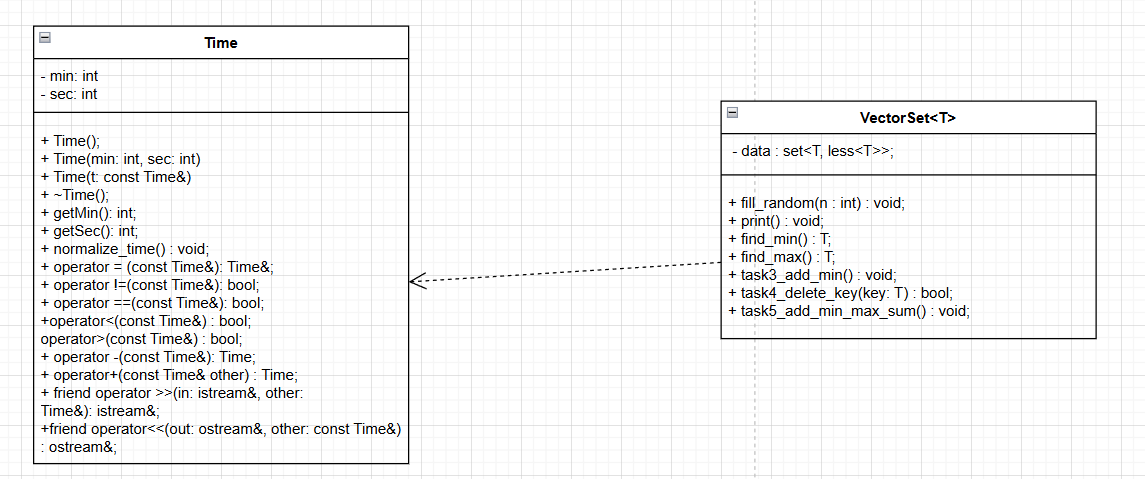 Time
- min: int
- sec: int
+ Time();
+ Time(min: int, sec: int)
+ Time(t: const Time&)
+ ~Time();
+ getMin(): int;
+ getSec(): int;
+ normalize_time() : void;
+ operator = (const Time&): Time&;
+ operator !=(const Time&): bool;
+ operator ==(const Time&): bool;
+operator<(const Time&) : bool;
operator>(const Time&) : bool;
+ operator -(const Time&): Time;
+ operator+(const Time& other) : Time;
+ friend operator >>(in: istream&, other:
Time&): istream&;
+friend operator<<(out: ostream&, other: const Time&)
: ostream&;
VectorSet<T>
- data : set<T, less<T>>;
+ fill_random(n : int) : void;
+ print() : void;
+ find_min() : T;
+ find_max() : T;
+ task3_add_min() : void;
+ task4_delete_key(key: T) : bool;
+ task5_add_min_max_sum() : void;